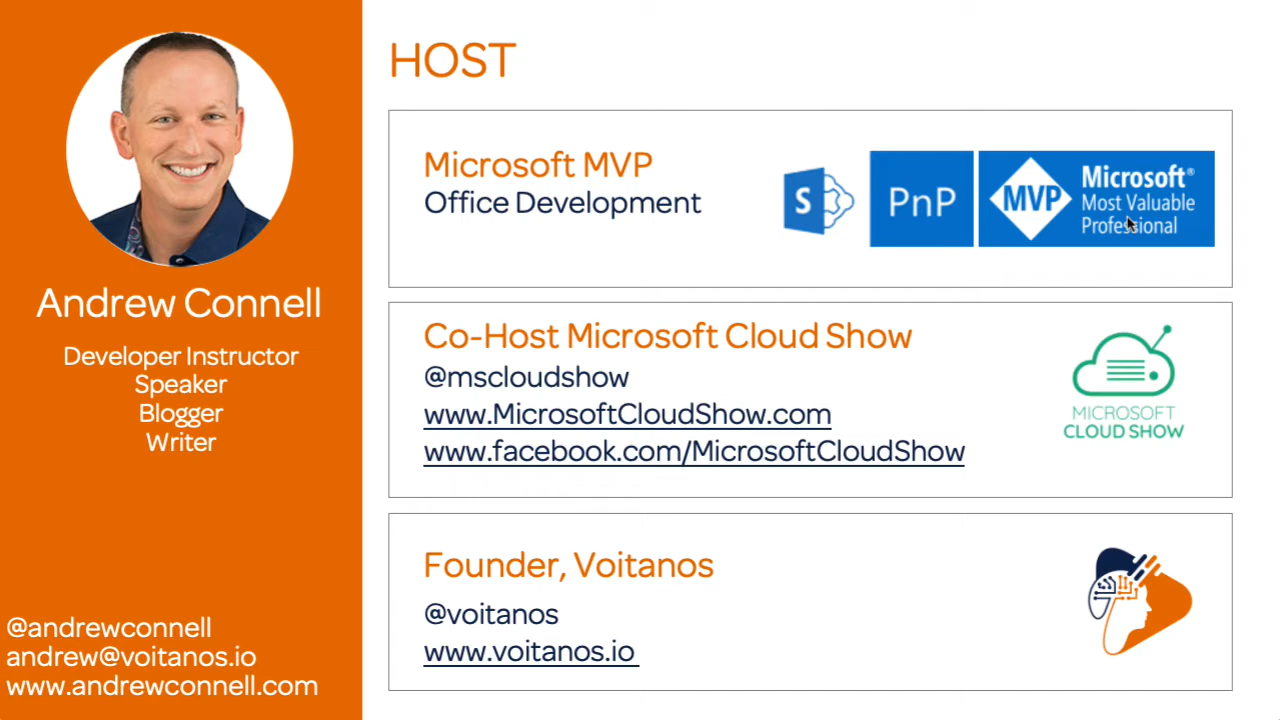 Andrew Connell
Developer Instructor
Speaker
Blogger
Writer
@andrewconnell
andrew@voitanos.io
www.andrewconnell.com
HOST
Microsoft MVP
Office Development
S
PnP
MVP
Microsoft®
Most Valuable
Professional
Co-Host Microsoft Cloud Show
@mscloudshow
www.MicrosoftCloudShow.com
www.facebook.com/MicrosoftCloudShow
MICROSOFT
CLOUD SHOW
Founder, Voitanos
@voitanos
www.voitanos.io